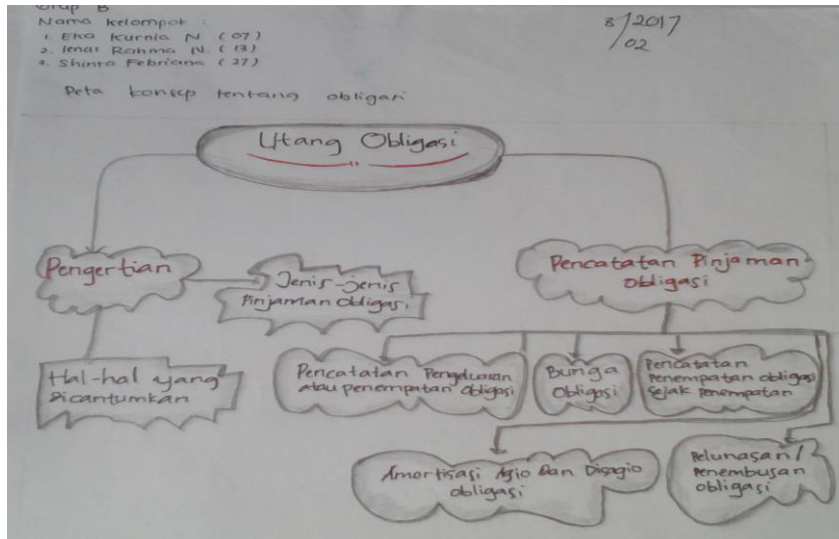 Grup B
Nama kelompok :
1. Eka Kurnia N (07)
2. Rahma N. (13)
3. Shinta Febriana (27)
8/2017
/02
Peta konsep tentang obligasi
Utang Obligasi
Pengertian
Jenis-jenis
Pinjaman Obligasi
Hal-hal yang
dicantumkan
Pencatatan Pinjaman
Obligasi
Pencatatan Pengeluaran
atau penempatan Obligasi
Bunga
Obligasi
Pencatatan
Penempatan obligasi
Sejak penempatan
Amortisasi Agio Dan Disagio
obligasi
Pelunasan/
Penembusan
obligasi